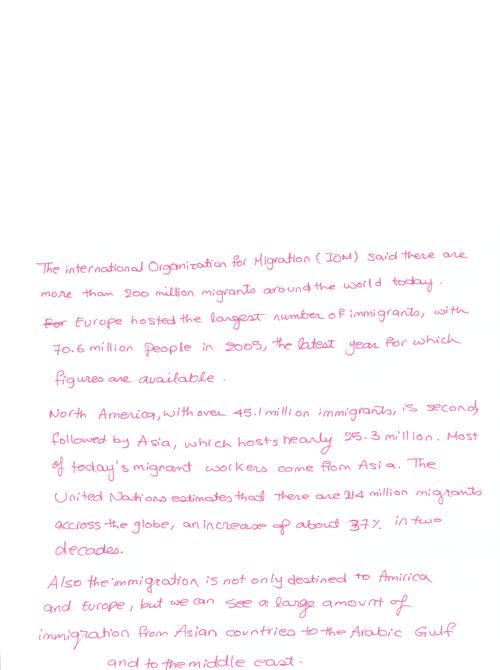 The international Organization for Migration (IOM) said there are
more than 200 million migrants around the world today.
For Europe hosted the largest number of immigrants, with
70.6 million people in 2005, the latest year for which
figures are available.
North America, with over 45.1 million immigrants, is second,
followed by Asia, which hosts nearly 25.3 million. Most
of today's migrant workers come from Asia. The
United Nations estimates that there are 214 million migrants
accross the globe, an increase of about 37% in two
decades.
Also the immigration is not only destined to Amirica
and Europe, but we can see a large amount of
immigration from Asian countries to the Arabic Gulf
and to the middle east.